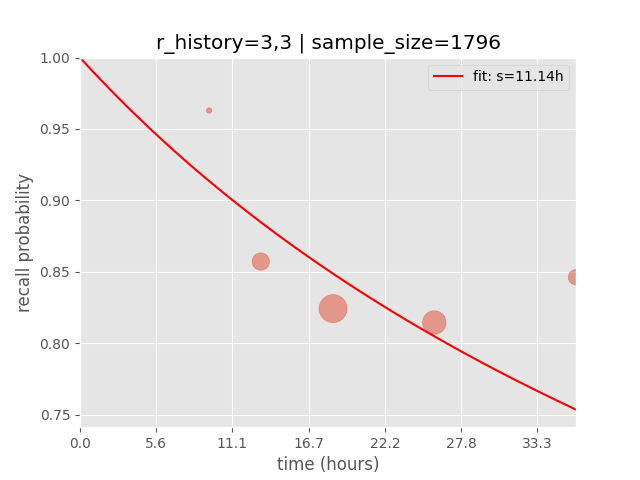 r_history=3,3 | sample_size=1796
fit: s=11.14h
recall probability
1.00
0.95
0.90
0.85
0.80
0.75
0.0 5.6 11.1 16.7 22.2 27.8 33.3
time (hours)